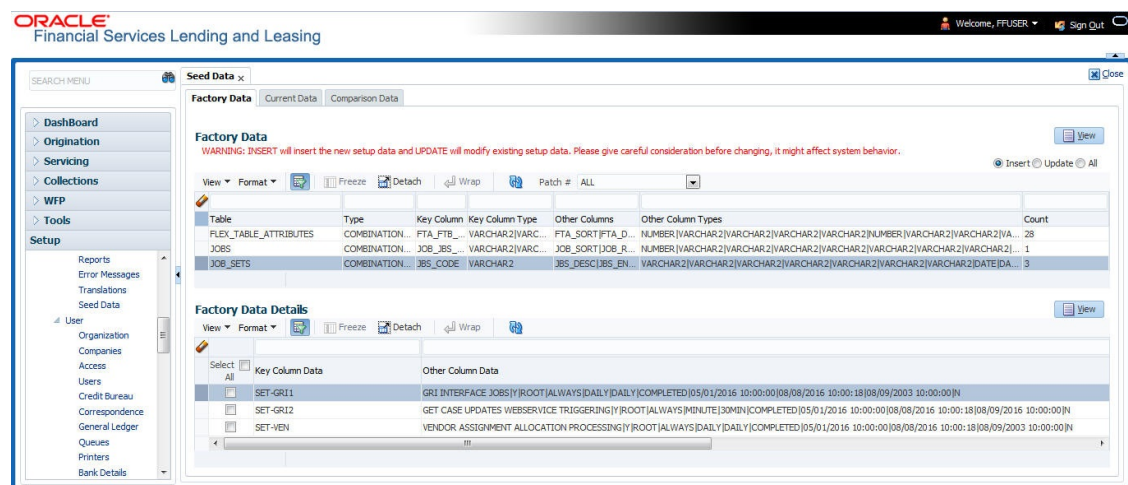 ORACLE®
Financial Services Lending and Leasing
Welcome, FFUSER
Sign Out
SEARCH MENU
Seed Data x
Close
Factory Data Current Data Comparison Data
DashBoard
Origination
Servicing
Collections
WFP
Tools
Setup
Reports
Error Messages
Translations
Seed Data
User
Organization
Companies
Access
Users
Credit Bureau
Correspondence
General Ledger
Queues
Printers
Bank Details
Factory Data
View
WARNING: INSERT will insert the new setup data and UPDATE will modify existing setup data. Please give careful consideration before changing, it might affect system behavior.
Insert Update All
View Format Freeze Detach Wrap Patch # ALL
Table Type Key Column Key Column Type Other Columns Other Column Types Count
FLEX_TABLE_ATTRIBUTES COMBINATION... FTA_FTB_... VARCHAR2|VARC... FTA_SORT|FTA_D... NUMBER|VARCHAR2|VARCHAR2|VARCHAR2|VARCHAR2|NUMBER|VARCHAR2|VARCHAR2|VA... 28
JOBS COMBINATION... JOB_JBS_... VARCHAR2|VARC... JOB_SORT|JOB_R... NUMBER|VARCHAR2|VARCHAR2|VARCHAR2|VARCHAR2|VARCHAR2|VARCHAR2|VARCHAR2|... 1
JOB_SETS COMBINATION... JBS_CODE VARCHAR2 JBS_DESC|JBS_EN... VARCHAR2|VARCHAR2|VARCHAR2|VARCHAR2|VARCHAR2|VARCHAR2|VARCHAR2|DATE|DA... 3
Factory Data Details
View
View Format Freeze Detach Wrap
Select All Key Column Data Other Column Data
SET-GRI1 GRI INTERFACE JOBS|Y|ROOT|ALWAYS|DAILY|DAILY|COMPLETED|05/01/2016 10:00:00|08/08/2016 10:00:18|08/09/2003 10:00:00|N
SET-GRI2 GET CASE UPDATES WEBSERVICE TRIGGERING|Y|ROOT|ALWAYS|MINUTE|30MIN|COMPLETED|05/01/2016 10:00:00|08/08/2016 10:00:18|08/09/2016 10:00:00|N
SET-VEN VENDOR ASSIGNMENT ALLOCATION PROCESSING|Y|ROOT|ALWAYS|DAILY|DAILY|COMPLETED|05/01/2016 10:00:00|08/08/2016 10:00:18|08/09/2003 10:00:00|N